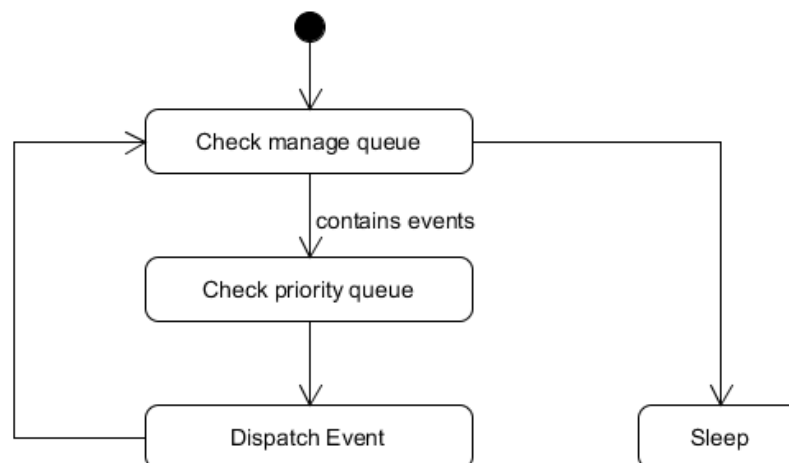 Check manage queue
contains events
Check priority queue
Dispatch Event
Sleep